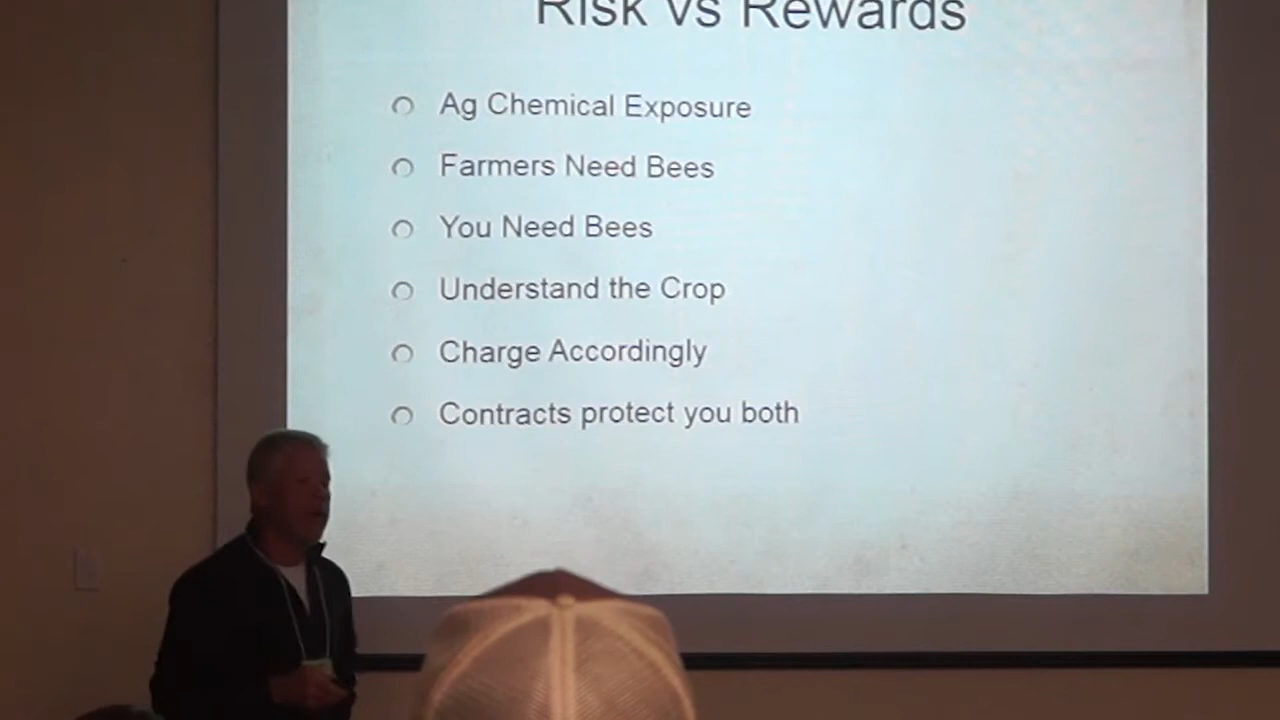 Risk vs Rewards
Ag Chemical Exposure
Farmers Need Bees
You Need Bees
Understand the Crop
Charge Accordingly
Contracts protect you both